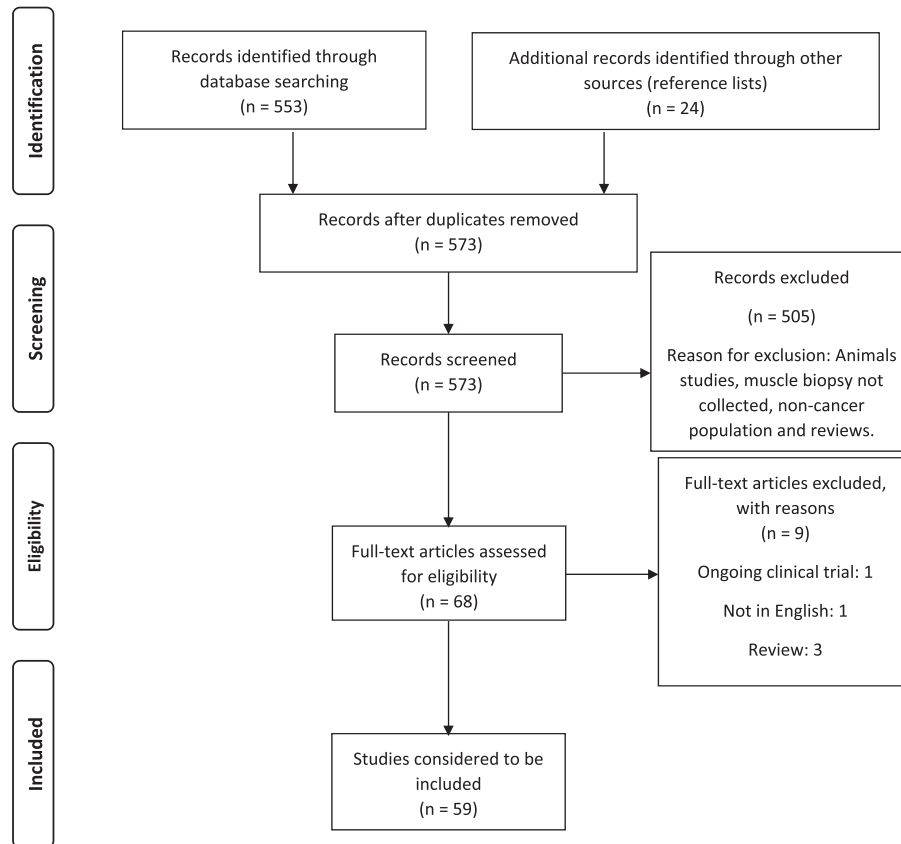 Identification
Records identified through
database searching
(n = 553)
Additional records identified through other
sources (reference lists)
(n = 24)
Records after duplicates removed
(n = 573)
Screening
Records screened
(n = 573)
Records excluded
(n = 505)
Reason for exclusion: Animals
studies, muscle biopsy not
collected, non-cancer
population and reviews.
Eligibility
Full-text articles assessed
for eligibility
(n = 68)
Full-text articles excluded,
with reasons
(n = 9)
Ongoing clinical trial: 1
Not in English: 1
Review: 3
Included
Studies considered to be
included
(n = 59)